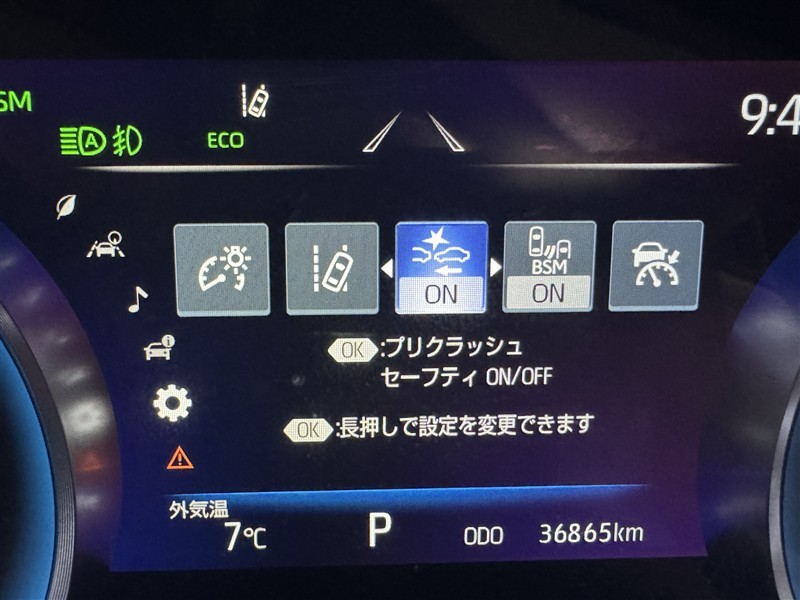 SM
A
ECO
9:4
ON
BSM
ON
OK :プリクラッシュ
セーフティ ON/OFF
OK :長押しで設定を変更できます
外気温
7℃
P
ODO 36865km